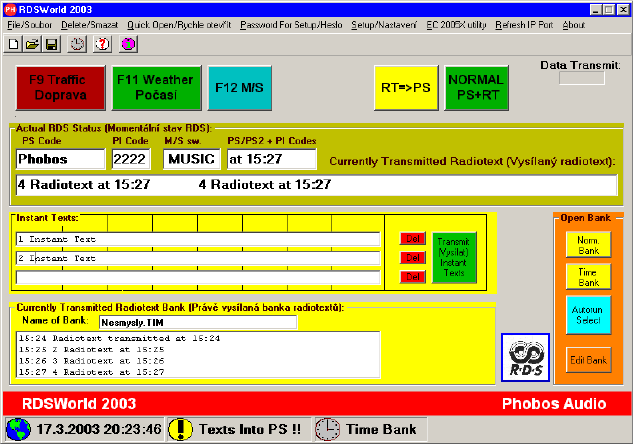 RDSWorld 2003
File/Soubor Delete/Smazat Quick Open/Rychle otevřít Password For Setup/Heslo Setup/Nastavení EC 2005X utility Refresh IP Port About
F9 Traffic
Doprava
F11 Weather
Počasí
F12 M/S
RT=>PS
NORMAL
PS+RT
Data Transmit:
Actual RDS Status (Momentální stav RDS):
PS Code PI Code M/S sw. PS/PS2 + PI Codes
Phobos 2222 MUSIC at 15:27
Currently Transmitted Radiotext (Vysílaný radiotext):
4 Radiotext at 15:27 4 Radiotext at 15:27
Instant Texts:
1 Instant Text
2 Instant Text
Del
Del
Del
Transmit
Vysílat)
Instant
Texts
Open Bank
Norm.
Bank
Time
Bank
Autorun
Select
Edit Bank
Currently Transmitted Radiotext Bank (Právě vysílaná banka radiotextů):
Name of Bank: Nesmysly.TIM
15:24 Radiotext transmitted at 15:24
15:25 2 Radiotext at 15:25
15:26 3 Radiotext at 15:26
15:27 4 Radiotext at 15:27
R·D·S
RDSWorld 2003 Phobos Audio
17.3.2003 20:23:46 Texts Into PS !! Time Bank